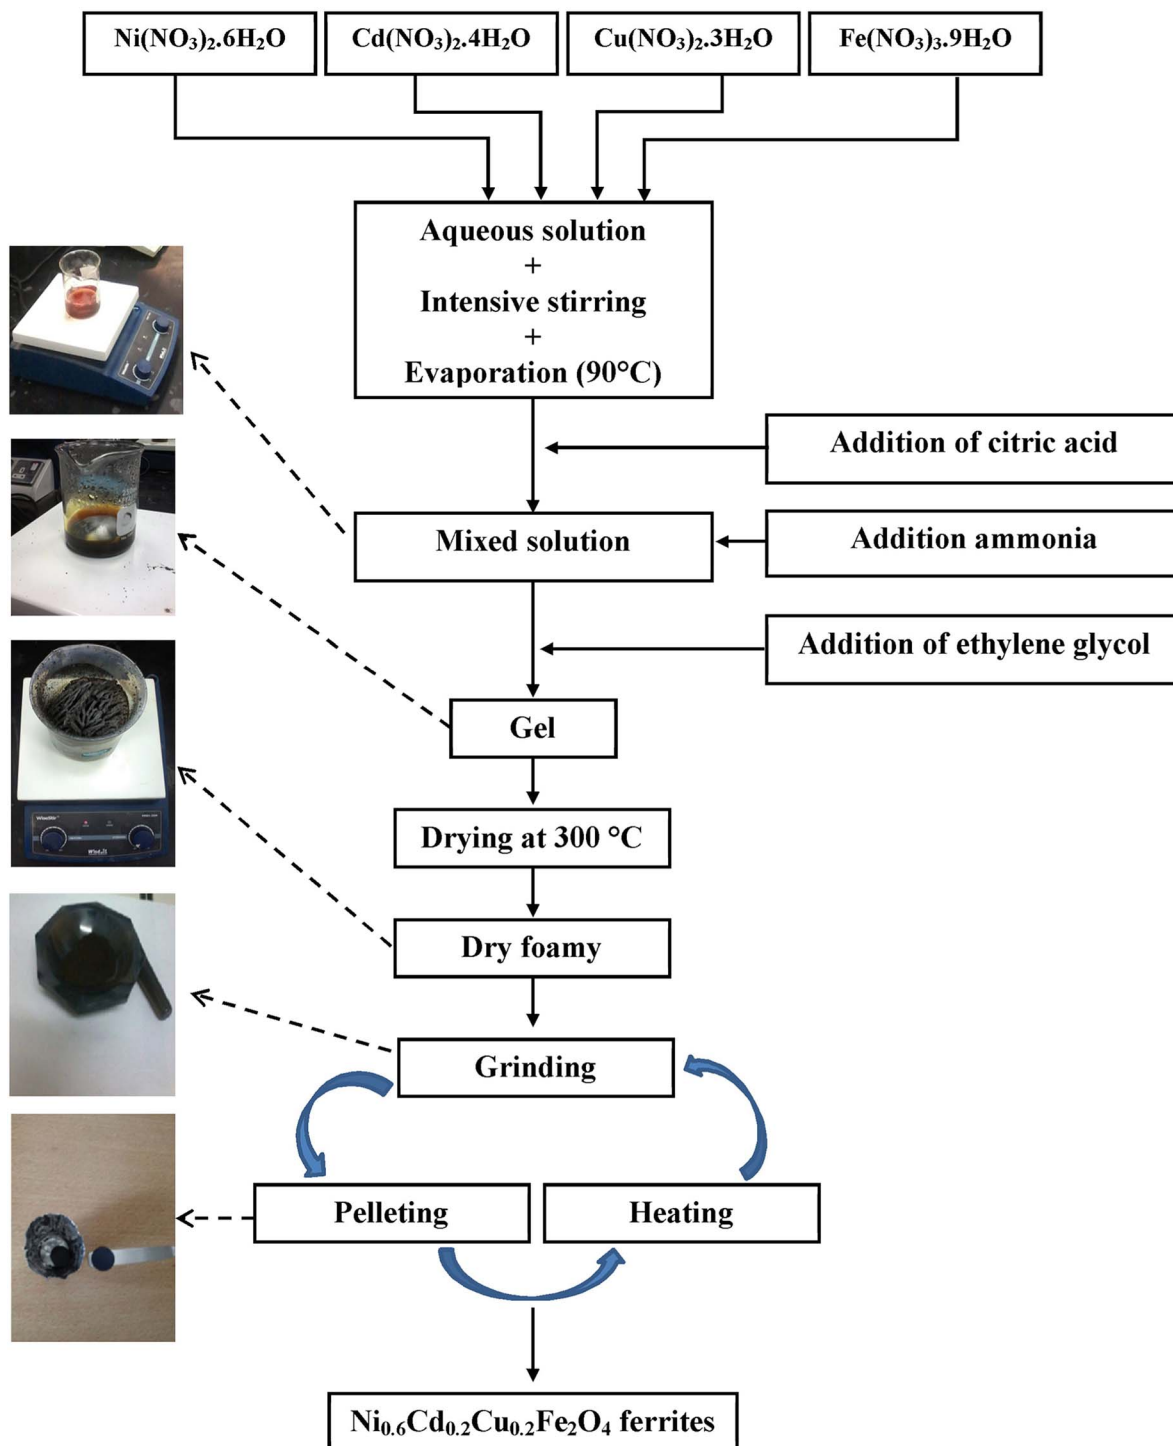 Ni(NO₃)₂.6H₂O
Cd(NO₃)₂.4H₂O
Cu(NO₃)₂.3H₂O
Fe(NO₃)₃.9H₂O
Aqueous solution
+
Intensive stirring
+
Evaporation (90°C)
Addition of citric acid
Mixed solution
Addition ammonia
Addition of ethylene glycol
Gel
Drying at 300 °C
Dry foamy
Grinding
Pelleting
Heating
Ni₀.₆Cd₀.₂Cu₀.₂Fe₂O₄ ferrites